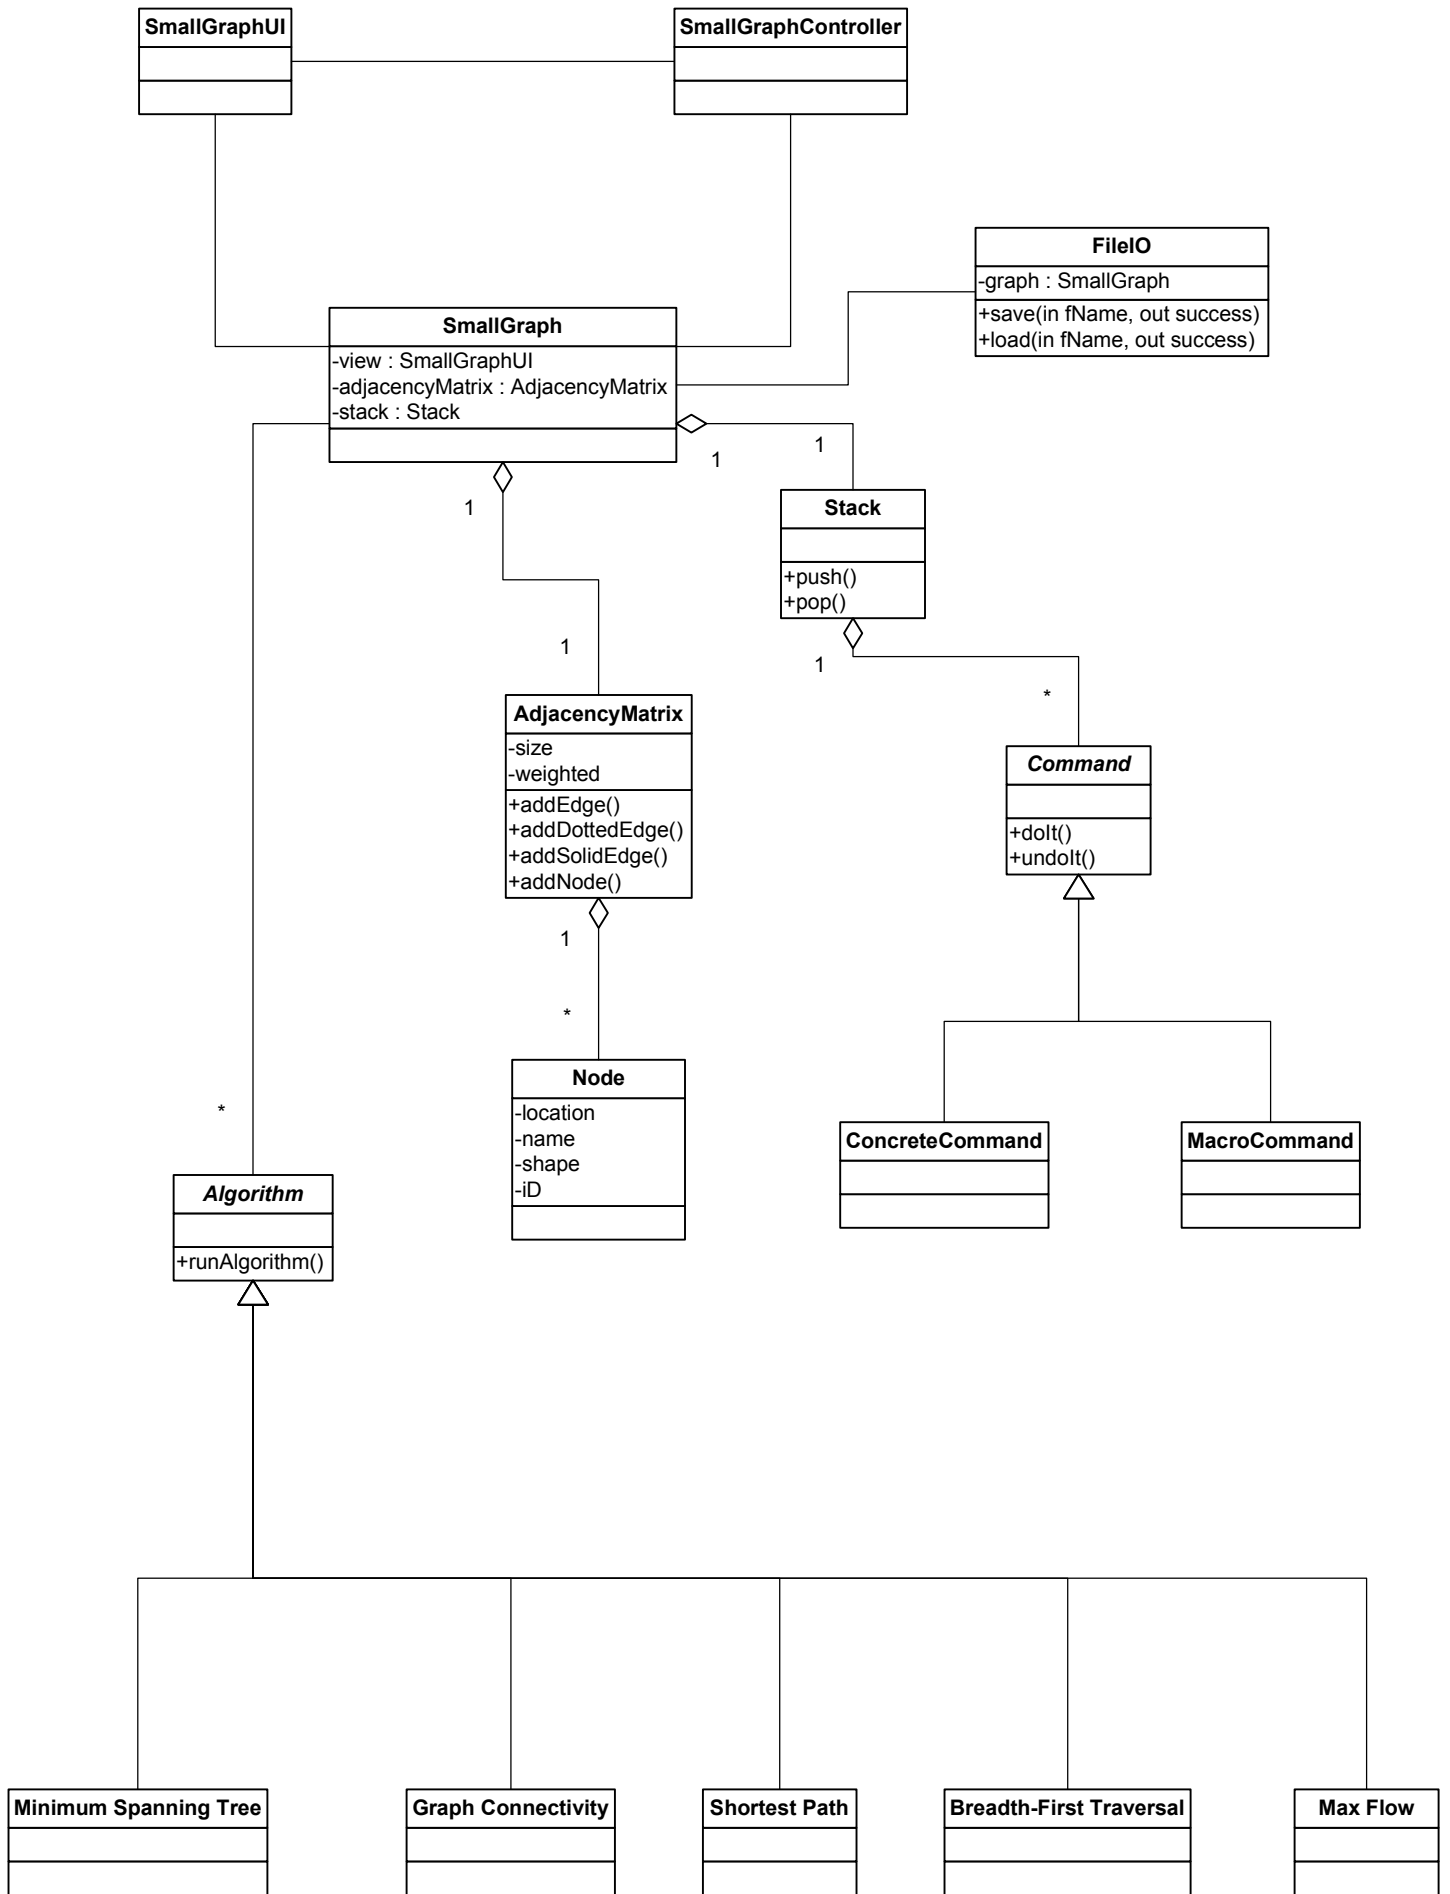 SmallGraphUI
SmallGraphController
FileIO
-graph : SmallGraph
+save(in fName, out success)
+load(in fName, out success)
SmallGraph
-view : SmallGraphUI
-adjacencyMatrix : AdjacencyMatrix
-stack : Stack
1
1
1
Stack
+push()
+pop()
1
1
*
AdjacencyMatrix
-size
-weighted
+addEdge()
+addDottedEdge()
+addSolidEdge()
+addNode()
Command
+doIt()
+undoIt()
1
*
Node
-location
-name
-shape
-iD
*
ConcreteCommand
MacroCommand
Algorithm
+runAlgorithm()
Minimum Spanning Tree
Graph Connectivity
Shortest Path
Breadth-First Traversal
Max Flow